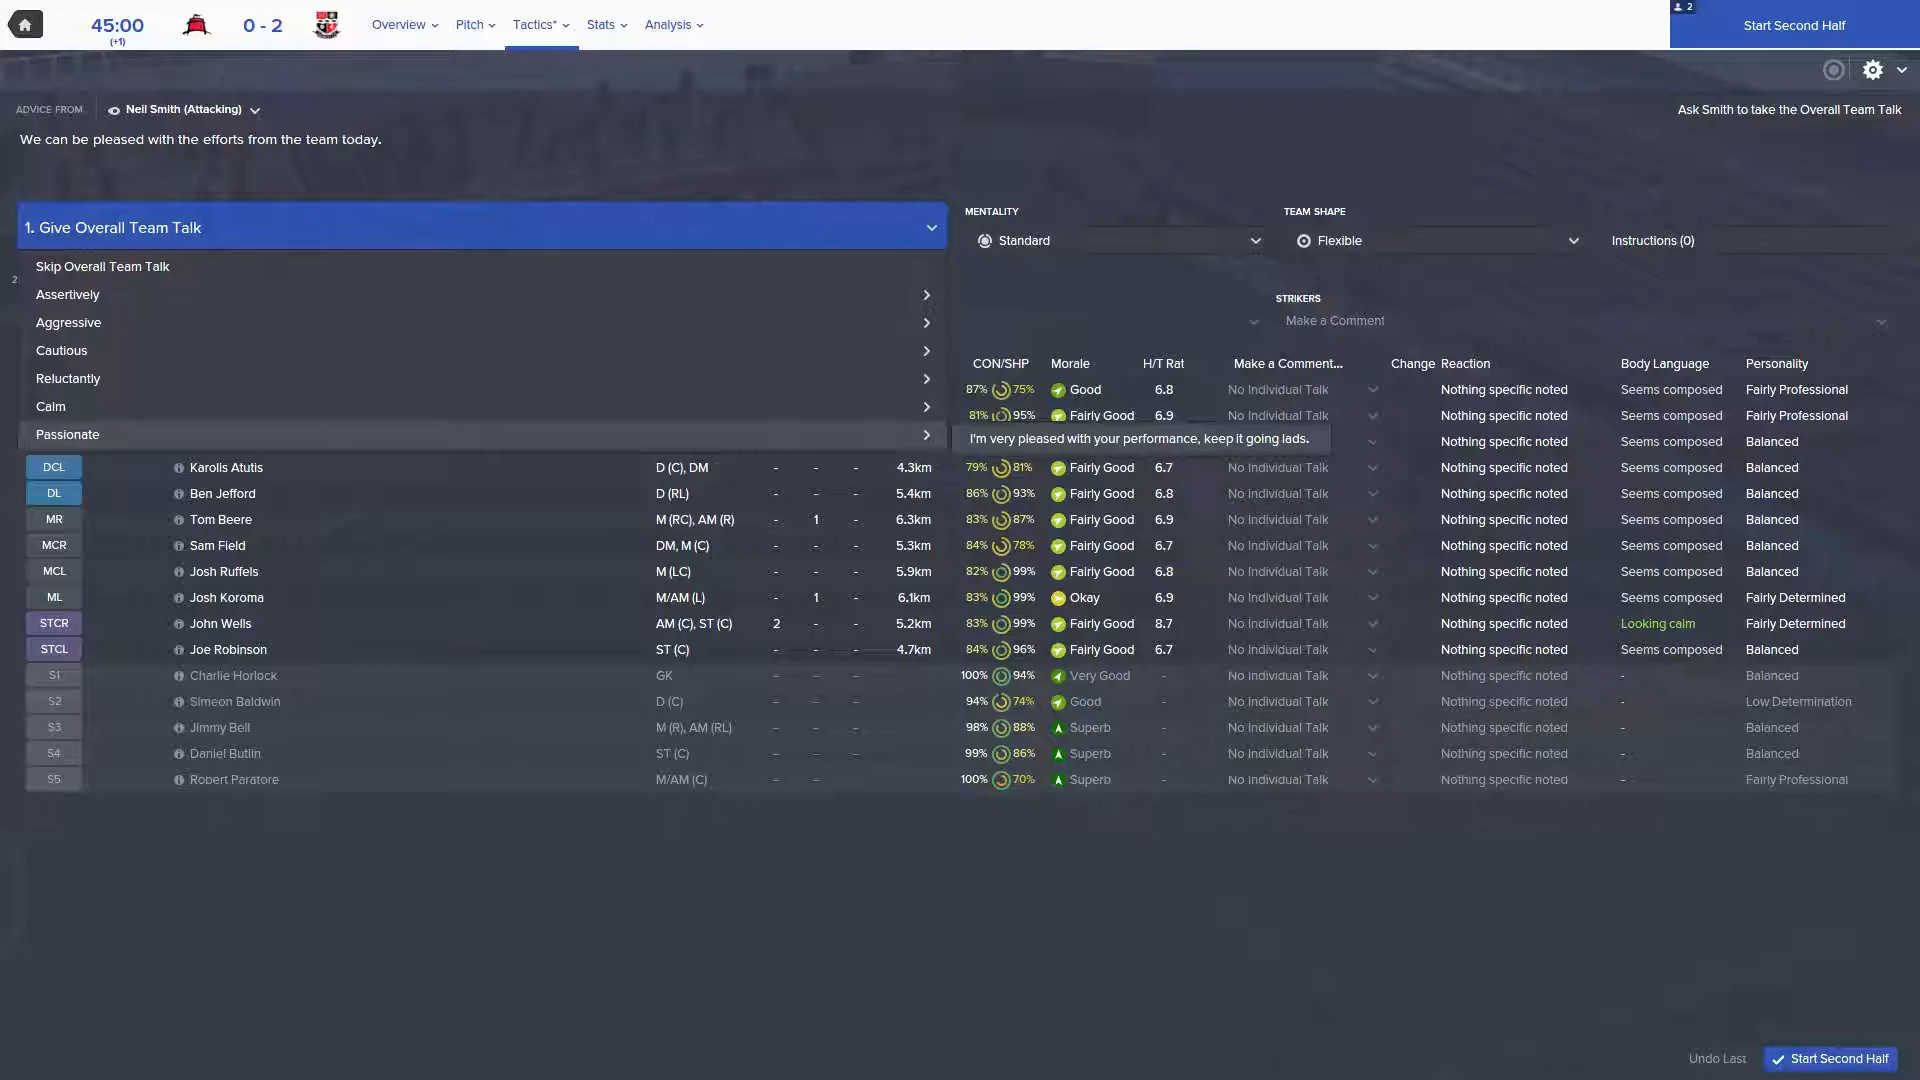 45:00
(+1)
0 - 2
Overview
Pitch
Tactics*
Stats
Analysis
2
Start Second Half
ADVICE FROM
Neil Smith (Attacking)
Ask Smith to take the Overall Team Talk
We can be pleased with the efforts from the team today.
1. Give Overall Team Talk
MENTALITY
Standard
TEAM SHAPE
Flexible
Instructions (0)
Skip Overall Team Talk
2
Assertively
Aggressive
Cautious
Reluctantly
Calm
Passionate
I'm very pleased with your performance, keep it going lads.
STRIKERS
Make a Comment
CON/SHP Morale H/T Rat Make a Comment... Change Reaction Body Language Personality
87% 75% Good 6.8 No Individual Talk Nothing specific noted Seems composed Fairly Professional
81% 95% Fairly Good 6.9 No Individual Talk Nothing specific noted Seems composed Fairly Professional
Nothing specific noted Seems composed Balanced
DCL Karolis Atutis D (C), DM - - - 4.3km 79% 81% Fairly Good 6.7 No Individual Talk Nothing specific noted Seems composed Balanced
DL Ben Jefford D (RL) - - - 5.4km 86% 93% Fairly Good 6.8 No Individual Talk Nothing specific noted Seems composed Balanced
MR Tom Beere M (RC), AM (R) - 1 - 6.3km 83% 87% Fairly Good 6.9 No Individual Talk Nothing specific noted Seems composed Balanced
MCR Sam Field DM, M (C) - - - 5.3km 84% 78% Fairly Good 6.7 No Individual Talk Nothing specific noted Seems composed Balanced
MCL Josh Ruffels M (LC) - - - 5.9km 82% 99% Fairly Good 6.8 No Individual Talk Nothing specific noted Seems composed Balanced
ML Josh Koroma M/AM (L) - 1 - 6.1km 83% 99% Okay 6.9 No Individual Talk Nothing specific noted Seems composed Fairly Determined
STCR John Wells AM (C), ST (C) 2 - - 5.2km 83% 99% Fairly Good 8.7 No Individual Talk Nothing specific noted Looking calm Fairly Determined
STCL Joe Robinson ST (C) - - - 4.7km 84% 96% Fairly Good 6.7 No Individual Talk Nothing specific noted Seems composed Balanced
S1 Charlie Horlock GK - - - 100% 94% Very Good - No Individual Talk Nothing specific noted - Balanced
S2 Simeon Baldwin D (C) - - - 94% 74% Good - No Individual Talk Nothing specific noted - Low Determination
S3 Jimmy Bell M (R), AM (RL) - - - 98% 88% Superb - No Individual Talk Nothing specific noted - Balanced
S4 Daniel Butlin ST (C) - - - 99% 86% Superb - No Individual Talk Nothing specific noted - Balanced
S5 Robert Paratore M/AM (C) - - 100% 70% Superb - No Individual Talk Nothing specific noted - Fairly Professional
Undo Last
Start Second Half